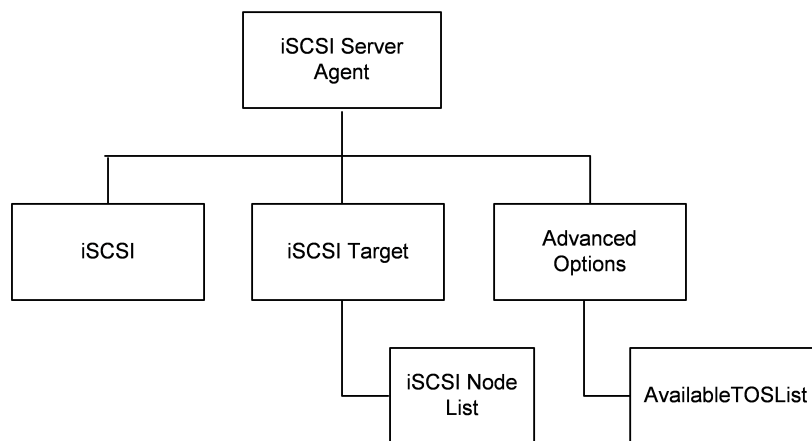 iSCSI Server
Agent
iSCSI
iSCSI Target
Advanced
Options
iSCSI Node
List
AvailableTOSList